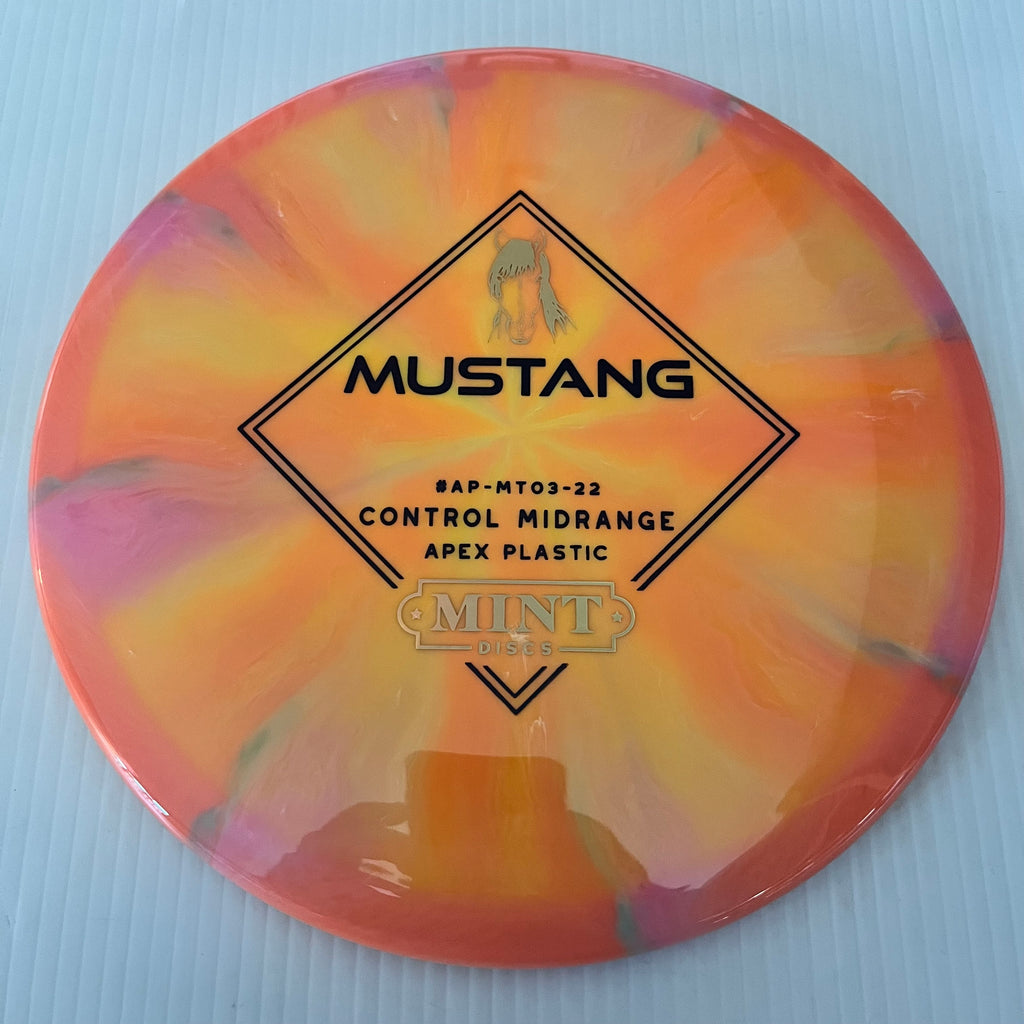 MUSTANG
#AP-MT03-22
CONTROL MIDRANGE
APEX PLASTIC
MINT
DISCS